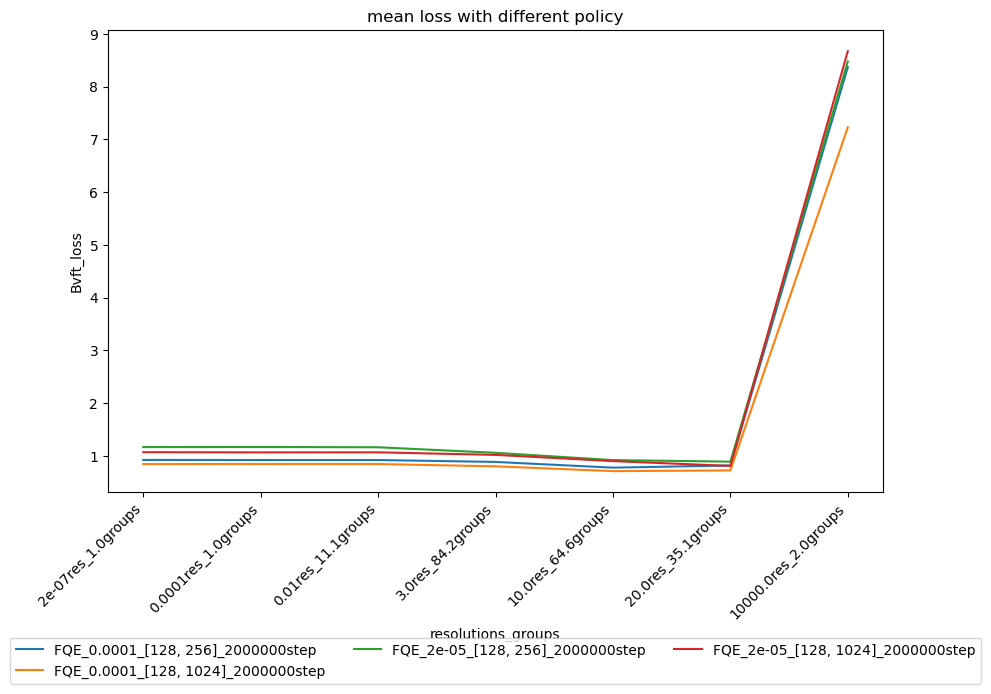 mean loss with different policy
9
8
7
6
5
4
3
2
1
Bvft_loss
2e-07res_1.0groups
0.0001res_1.0groups
0.01res_11.1groups
3.0res_84.2groups
10.0res_64.6groups
20.0res_35.1groups
10000.0res_2.0groups
resolutions_groups
FQE_0.0001_[128, 256]_2000000step
FQE_0.0001_[128, 1024]_2000000step
FQE_2e-05_[128, 256]_2000000step
FQE_2e-05_[128, 1024]_2000000step